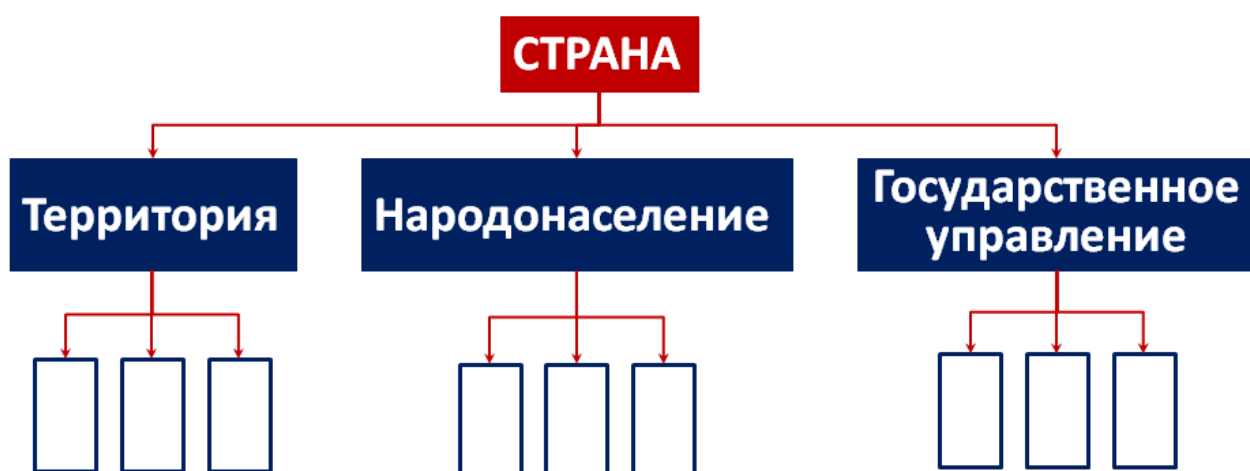 СТРАНА
Территория
Народонаселение
Государственное
управление